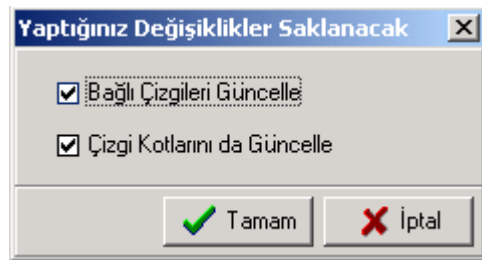 Yaptığınız Değişiklikler Saklanacak
Bağlı Çizgileri Güncelle
Çizgi Kotlarını da Güncelle
Tamam
İptal